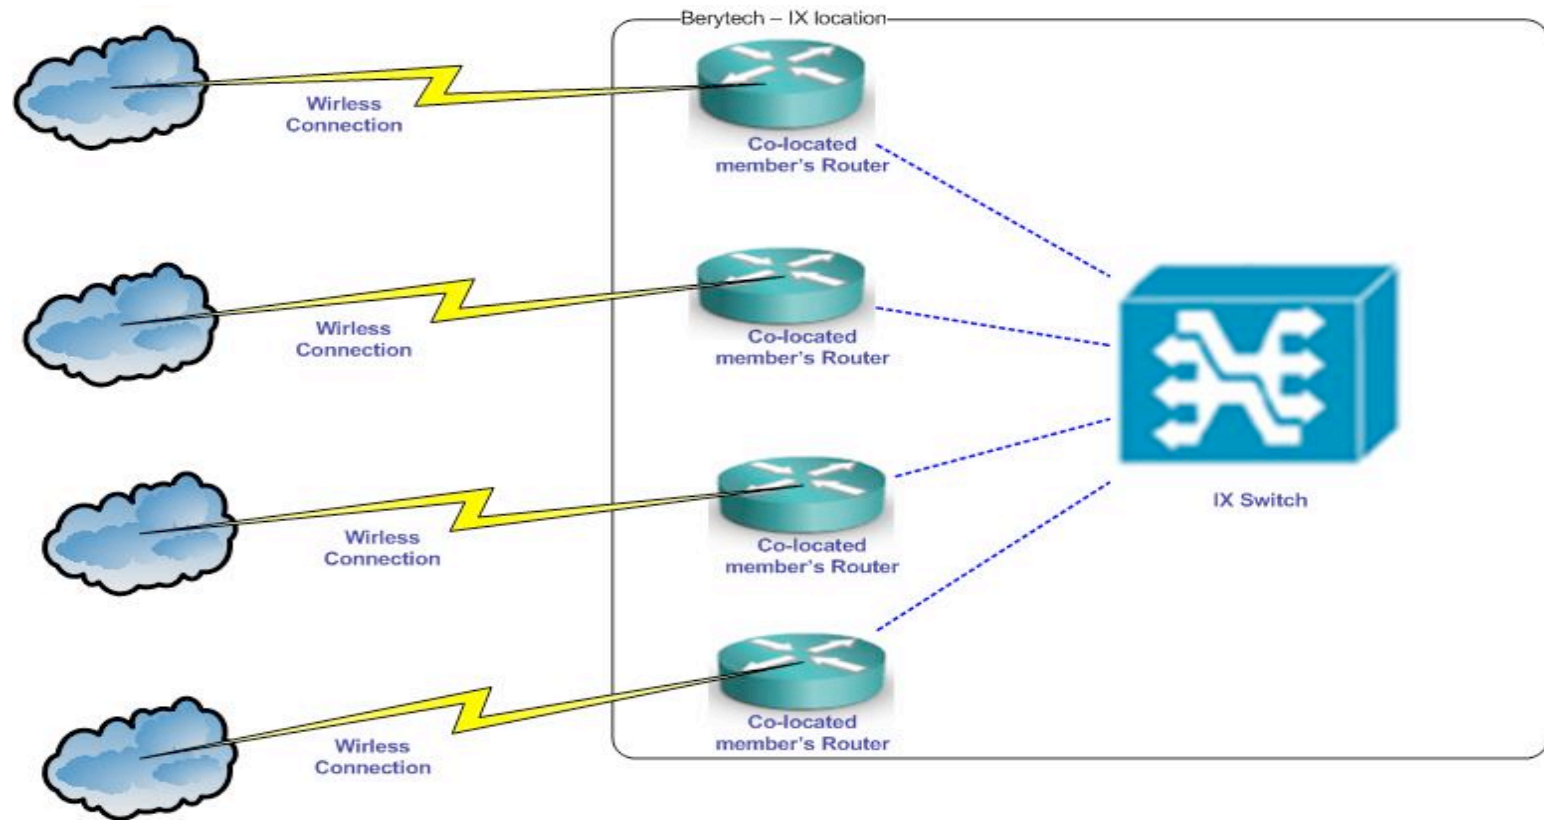 Berytech – IX location
Wirless
Connection
Co-located
member's Router
Wirless
Connection
Co-located
member's Router
IX Switch
Wirless
Connection
Co-located
member's Router
Wirless
Connection
Co-located
member's Router